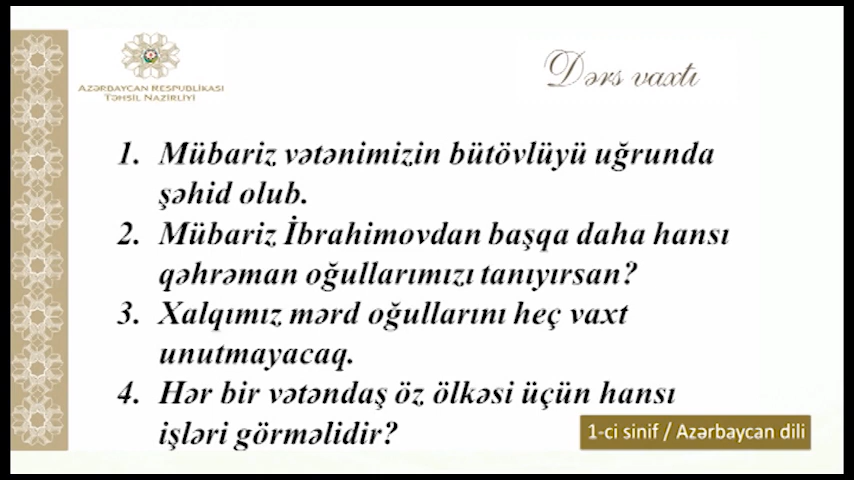 AZƏRBAYCAN RESPUBLİKASI
TƏHSİL NAZİRLİYİ
Dərs vaxtı
1. Mübariz vətənimizin bütövlüyü uğrunda
şəhid olub.
2. Mübariz İbrahimovdan başqa daha hansı
qəhrəman oğullarımızı tanıyırsan?
3. Xalqımız mərd oğullarını heç vaxt
unutmayacaq.
4. Hər bir vətəndaş öz ölkəsi üçün hansı
işləri görməlidir?
1-ci sinif / Azərbaycan dili